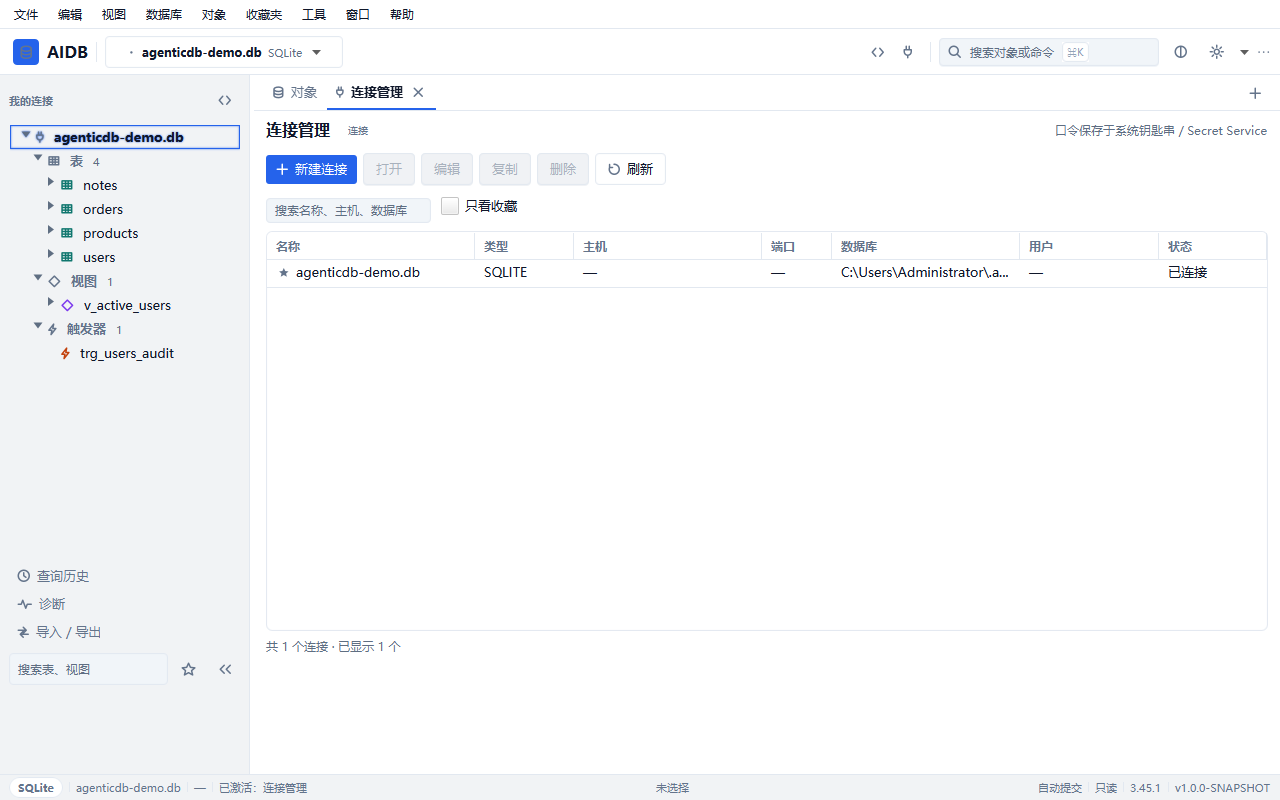 文件 编辑 视图 数据库 对象 收藏夹 工具 窗口 帮助
AIDB · agenticdb-demo.db SQLite 搜索对象或命令 ⌘K
我的连接
agenticdb-demo.db
表 4
notes
orders
products
users
视图 1
v_active_users
触发器 1
trg_users_audit
查询历史
诊断
导入 / 导出
搜索表、视图
对象 连接管理
连接管理 连接 口令保存于系统钥匙串 / Secret Service
新建连接 打开 编辑 复制 删除 刷新
搜索名称、主机、数据库 只看收藏
名称 类型 主机 端口 数据库 用户 状态
★ agenticdb-demo.db SQLITE — — C:\Users\Administrator\.a... — 已连接
共 1 个连接 · 已显示 1 个
SQLite agenticdb-demo.db — 已激活: 连接管理 未选择 自动提交 只读 3.45.1 v1.0.0-SNAPSHOT